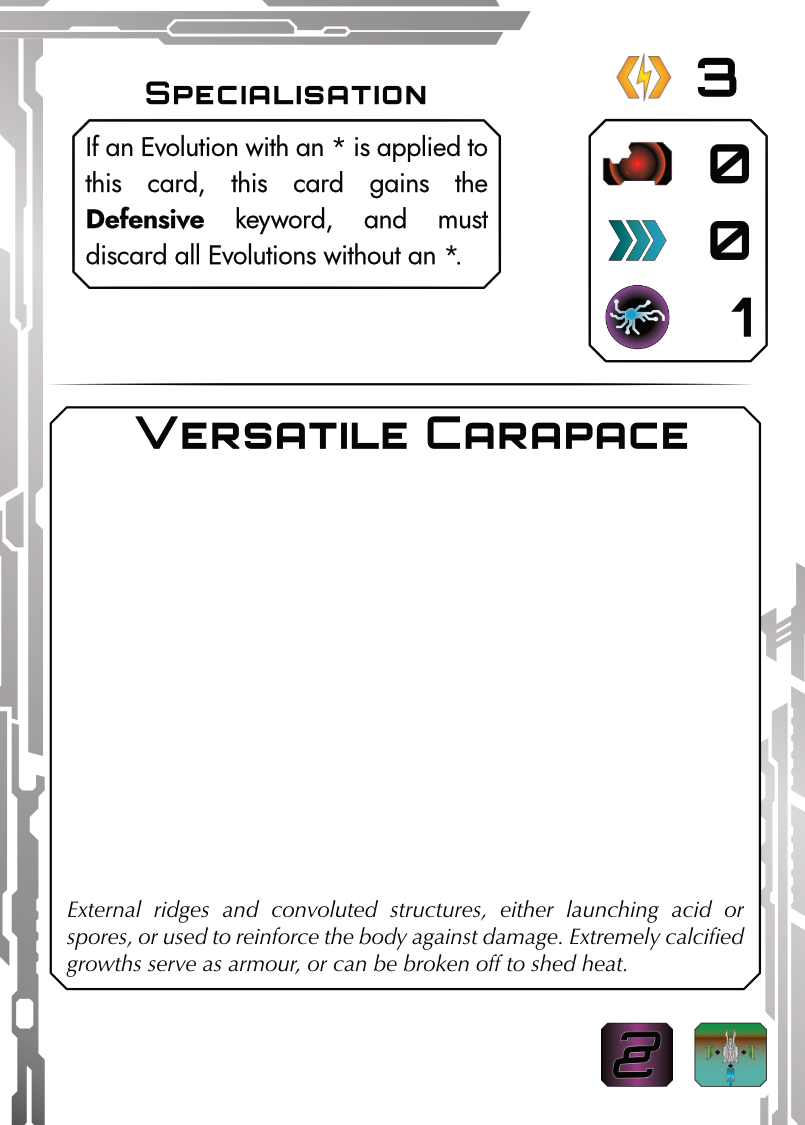 Specialisation
3
If an Evolution with an * is applied to
this card, this card gains the
Defensive keyword, and must
discard all Evolutions without an *.
0
0
1
Versatile Carapace
External ridges and convoluted structures, either launching acid or
spores, or used to reinforce the body against damage. Extremely calcified
growths serve as armour, or can be broken off to shed heat.
2